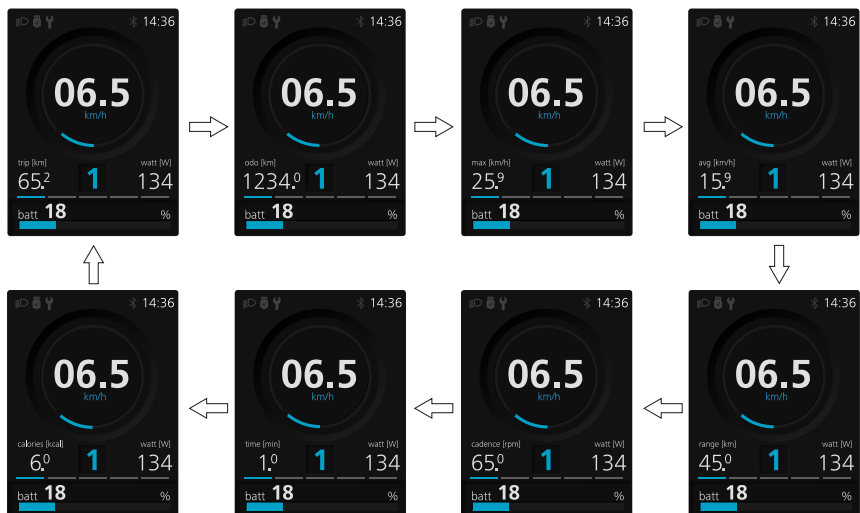 14:36
06.5
km/h
trip [km] watt [W]
65.2 1 134
batt 18 %
14:36
06.5
km/h
odo [km] watt [W]
1234.0 1 134
batt 18 %
14:36
06.5
km/h
max [km/h] watt [W]
25.9 1 134
batt 18 %
14:36
06.5
km/h
avg [km/h] watt [W]
15.9 1 134
batt 18 %
14:36
06.5
km/h
calories [kcal] watt [W]
6.0 1 134
batt 18 %
14:36
06.5
km/h
time [min] watt [W]
1.0 1 134
batt 18 %
14:36
06.5
km/h
cadence [rpm] watt [W]
65.0 1 134
batt 18 %
14:36
06.5
km/h
range [km] watt [W]
45.0 1 134
batt 18 %